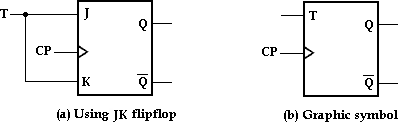 T J Q T Q
CP CP
K Q̅ Q̅
(a) Using JK flipflop (b) Graphic symbol